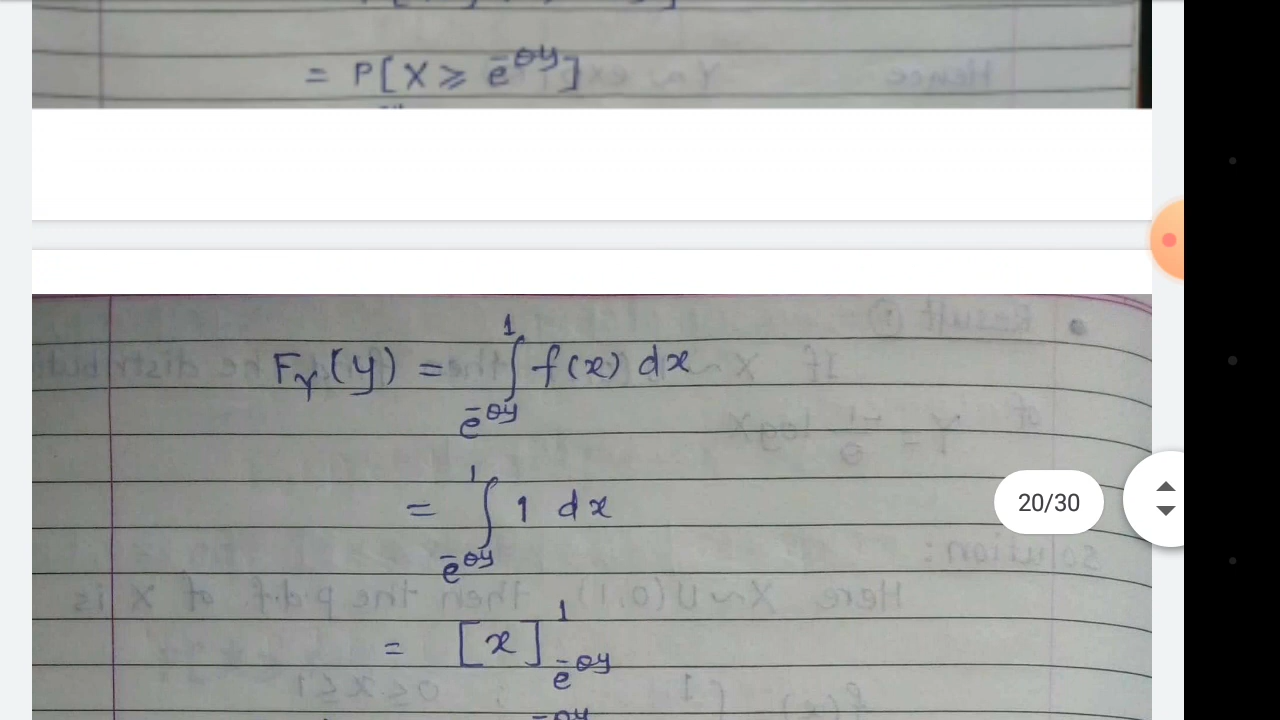 = P[X ⩾ e^-θy]
F_Y(y) = ∫_{e^-θy}^{1} f(x) dx
= ∫_{e^-θy}^{1} 1 dx
20/30
= [x]_{e^-θy}^{1}